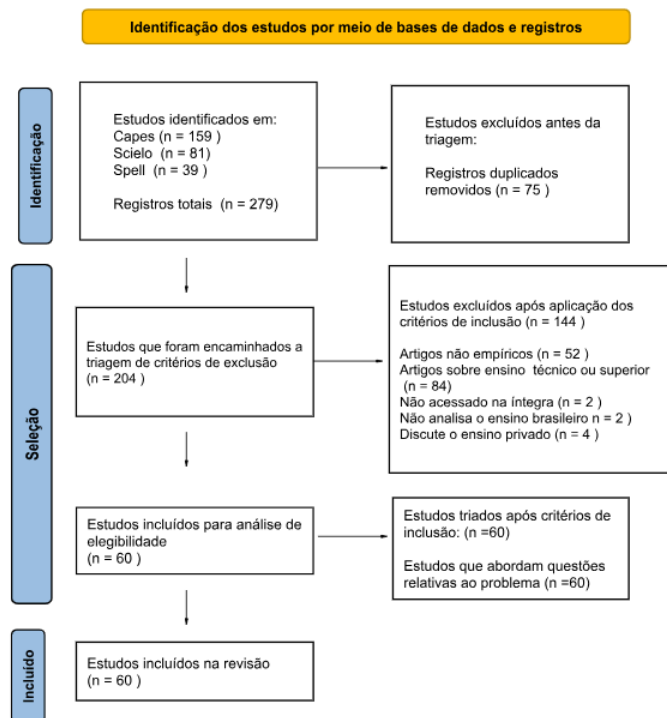 Identificação dos estudos por meio de bases de dados e registros
Identificação
Estudos identificados em:
Capes (n = 159 )
Scielo (n = 81)
Spell (n = 39 )
Registros totais (n = 279)
Estudos excluídos antes da
triagem:
Registros duplicados
removidos (n = 75 )
Seleção
Estudos que foram encaminhados a
triagem de critérios de exclusão
(n = 204 )
Estudos excluídos após aplicação dos
critérios de inclusão (n = 144 )
Artigos não empíricos (n = 52 )
Artigos sobre ensino técnico ou superior
(n = 84)
Não acessado na íntegra (n = 2 )
Não analisa o ensino brasileiro n = 2 )
Discute o ensino privado (n = 4 )
Estudos incluídos para análise de
elegibilidade
(n = 60 )
Estudos triados após critérios de
inclusão: (n =60)
Estudos que abordam questões
relativas ao problema (n =60)
Incluído
Estudos incluídos na revisão
(n = 60 )